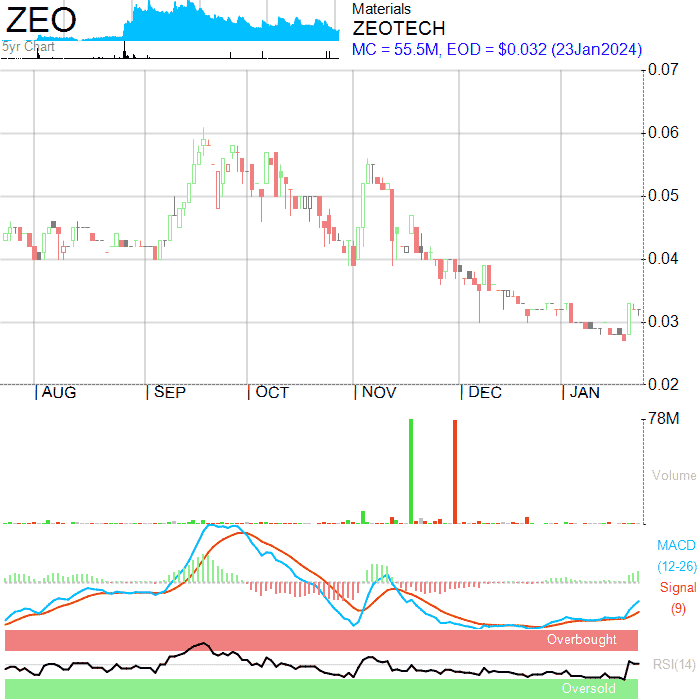 ZEO
5yr Chart
Materials
ZEOTECH
MC = 55.5M, EOD = $0.032 (23Jan2024)
0.07
0.06
0.05
0.04
0.03
0.02
AUG SEP OCT NOV DEC JAN
78M
Volume
MACD
(12-26)
Signal
(9)
Overbought
RSI(14)
Oversold